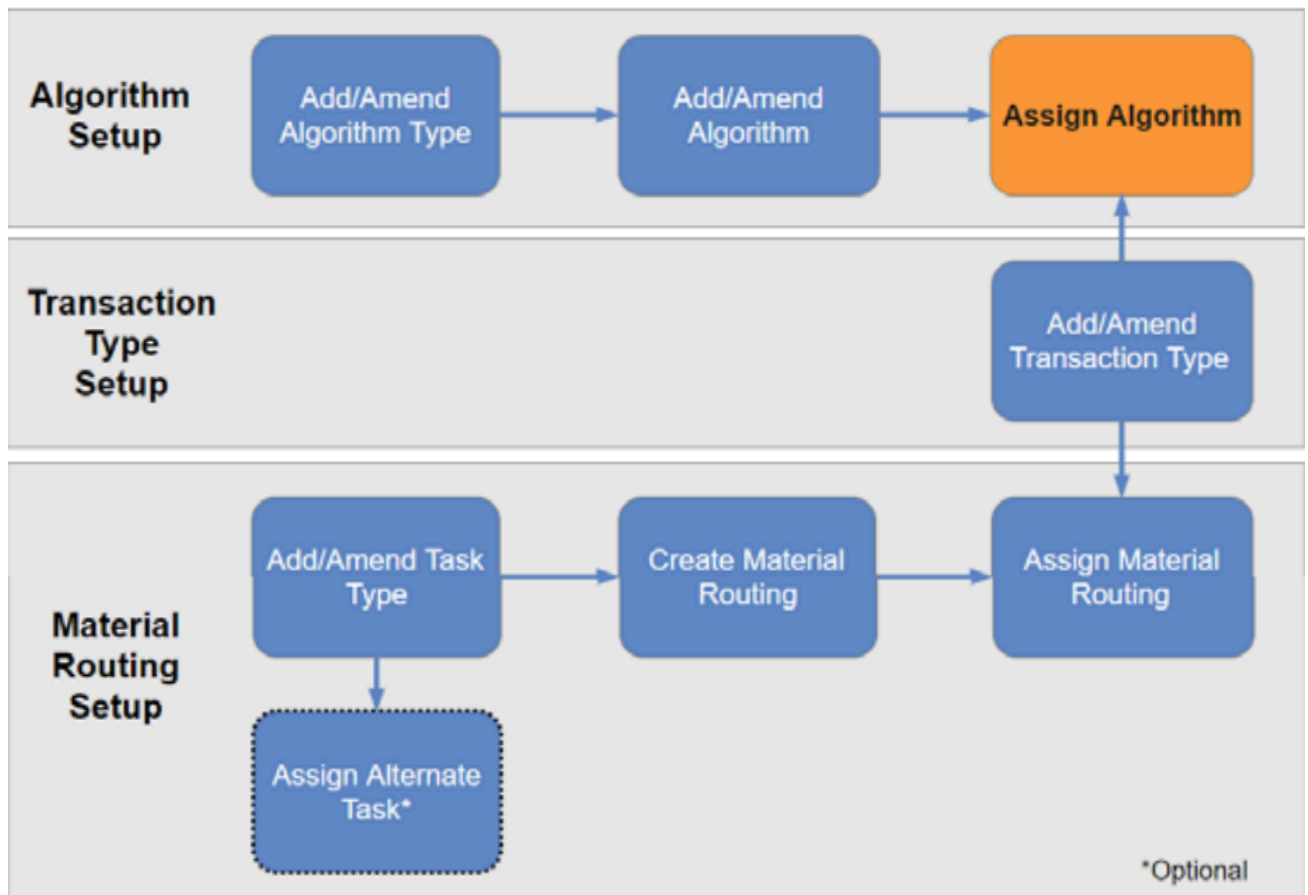 Algorithm
Setup
Add/Amend
Algorithm Type
Add/Amend
Algorithm
Assign Algorithm
Transaction
Type
Setup
Add/Amend
Transaction Type
Material
Routing
Setup
Add/Amend Task
Type
Create Material
Routing
Assign Material
Routing
Assign Alternate
Task*
*Optional